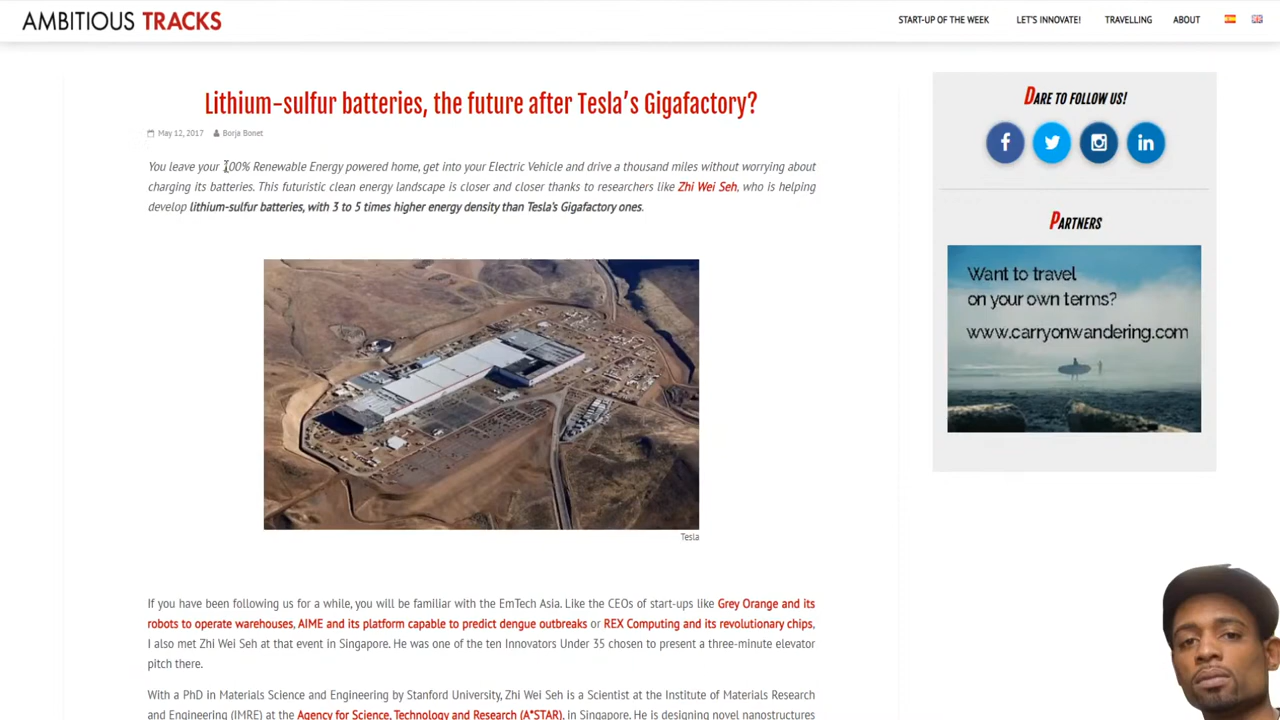 AMBITIOUS TRACKS
START-UP OF THE WEEK LET'S INNOVATE! TRAVELLING ABOUT
Lithium-sulfur batteries, the future after Tesla's Gigafactory?
May 12, 2017 Borja Bonet
You leave your 100% Renewable Energy powered home, get into your Electric Vehicle and drive a thousand miles without worrying about
charging its batteries. This futuristic clean energy landscape is closer and closer thanks to researchers like Zhi Wei Seh, who is helping
develop lithium-sulfur batteries, with 3 to 5 times higher energy density than Tesla's Gigafactory ones.
Tesla
If you have been following us for a while, you will be familiar with the EmTech Asia. Like the CEOs of start-ups like Grey Orange and its
robots to operate warehouses, AIME and its platform capable to predict dengue outbreaks or REX Computing and its revolutionary chips,
I also met Zhi Wei Seh at that event in Singapore. He was one of the ten Innovators Under 35 chosen to present a three-minute elevator
pitch there.
With a PhD in Materials Science and Engineering by Stanford University, Zhi Wei Seh is a Scientist at the Institute of Materials Research
and Engineering (IMRE) at the Agency for Science, Technology and Research (A*STAR), in Singapore. He is designing novel nanostructures
DARE TO FOLLOW US!
PARTNERS
Want to travel
on your own terms?
www.carryonwandering.com